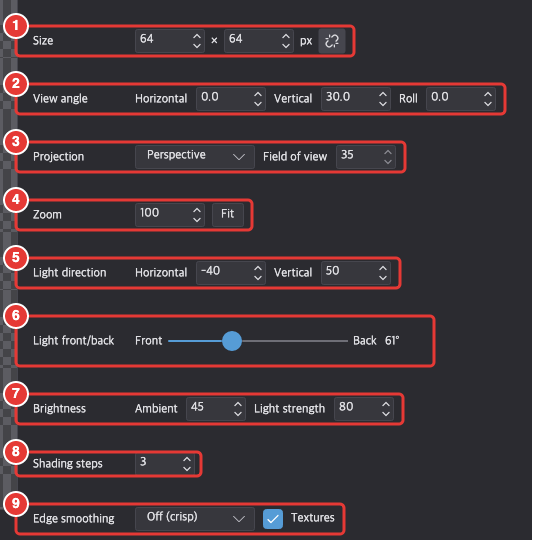 1
Size 64 × 64 px
2
View angle Horizontal 0.0 Vertical 30.0 Roll 0.0
3
Projection Perspective Field of view 35
4
Zoom 100 Fit
5
Light direction Horizontal -40 Vertical 50
6
Light front/back Front Back 61°
7
Brightness Ambient 45 Light strength 80
8
Shading steps 3
9
Edge smoothing Off (crisp) Textures